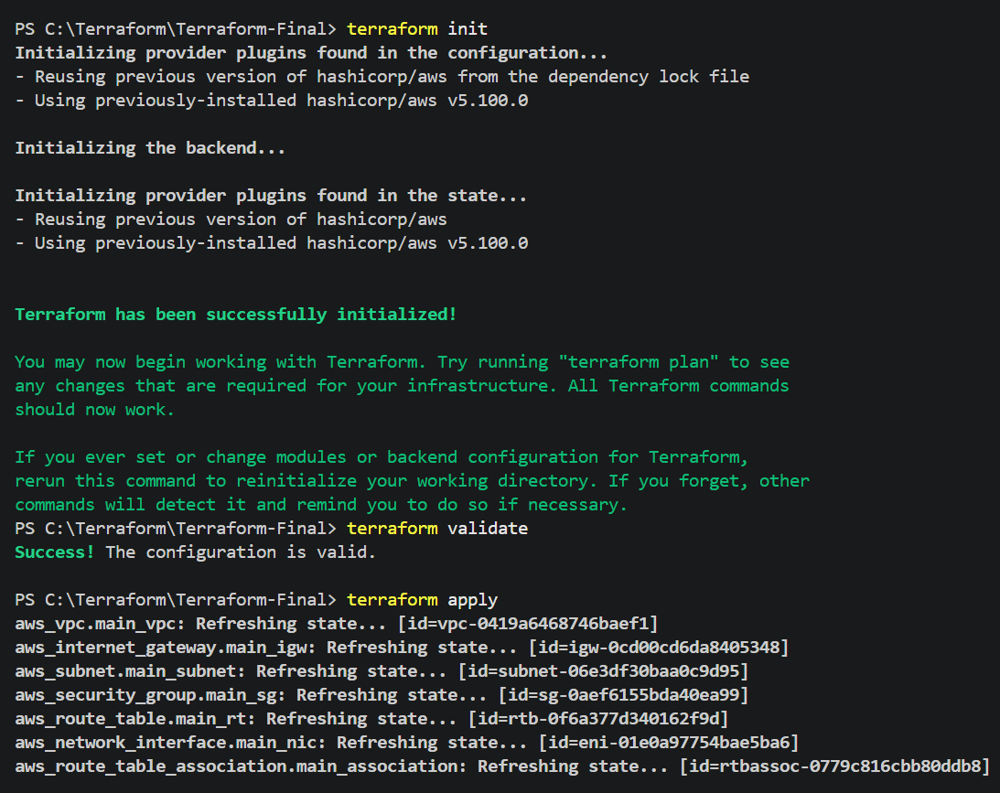 PS C:\Terraform\Terraform-Final> terraform init
Initializing provider plugins found in the configuration...
- Reusing previous version of hashicorp/aws from the dependency lock file
- Using previously-installed hashicorp/aws v5.100.0
Initializing the backend...
Initializing provider plugins found in the state...
- Reusing previous version of hashicorp/aws
- Using previously-installed hashicorp/aws v5.100.0
Terraform has been successfully initialized!
You may now begin working with Terraform. Try running "terraform plan" to see
any changes that are required for your infrastructure. All Terraform commands
should now work.
If you ever set or change modules or backend configuration for Terraform,
rerun this command to reinitialize your working directory. If you forget, other
commands will detect it and remind you to do so if necessary.
PS C:\Terraform\Terraform-Final> terraform validate
Success! The configuration is valid.
PS C:\Terraform\Terraform-Final> terraform apply
aws_vpc.main_vpc: Refreshing state... [id=vpc-0419a6468746baef1]
aws_internet_gateway.main_igw: Refreshing state... [id=igw-0cd00cd6da8405348]
aws_subnet.main_subnet: Refreshing state... [id=subnet-06e3df30baa0c9d95]
aws_security_group.main_sg: Refreshing state... [id=sg-0aef6155bda40ea99]
aws_route_table.main_rt: Refreshing state... [id=rtb-0f6a377d340162f9d]
aws_network_interface.main_nic: Refreshing state... [id=eni-01e0a97754bae5ba6]
aws_route_table_association.main_association: Refreshing state... [id=rtbassoc-0779c816cbb80ddb8]